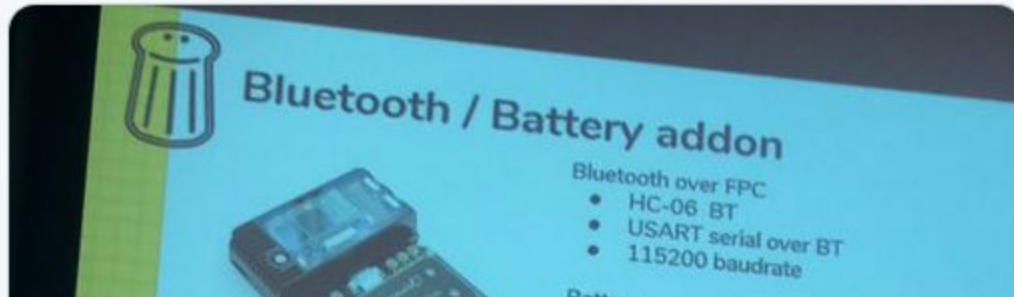 Bluetooth / Battery addon
Bluetooth over FPC
HC-06 BT
USART serial over BT
115200 baudrate